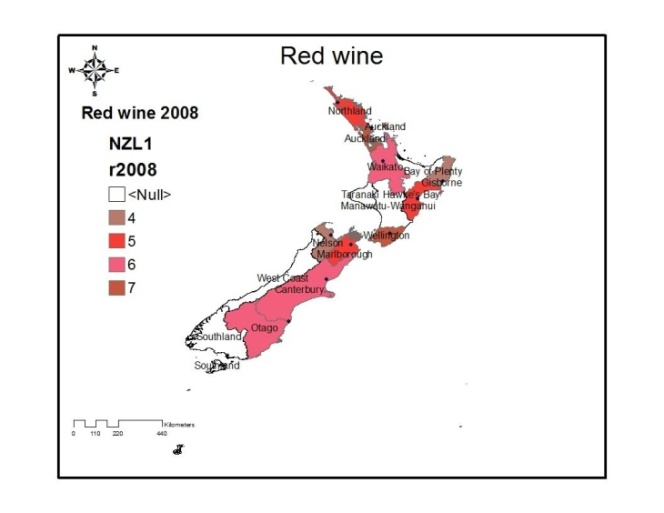 Red wine
N
W E
S
Red wine 2008
NZL1
r2008
<Null>
4
5
6
7
Northland
Auckland
Auckland
Waikato
Bay of Plenty
Gisborne
Taranaki Hawke's Bay
Manawatu-Wanganui
Wellington
Nelson
Marlborough
West Coast
Canterbury
Otago
Southland
Southland
Kilometers
0 110 220 440